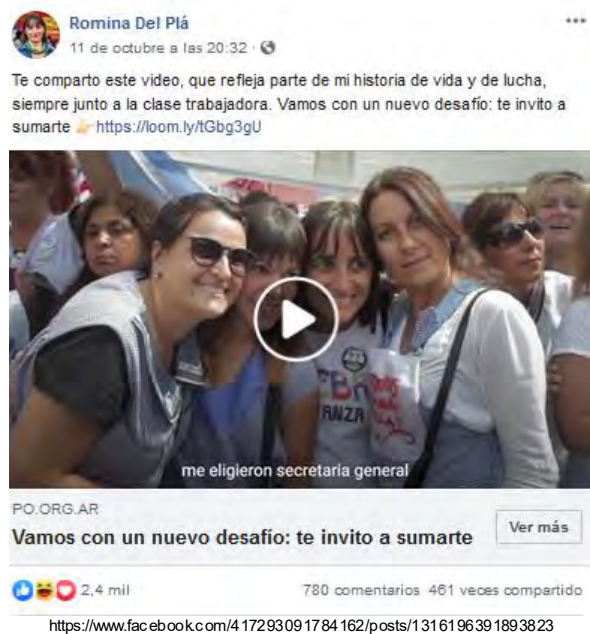 Romina Del Plá
11 de octubre a las 20:32
Te comparto este video, que refleja parte de mi historia de vida y de lucha,
siempre junto a la clase trabajadora. Vamos con un nuevo desafío: te invito a
sumarte 👉https://loom.ly/tGbg3gU
ANZA
me eligieron secretaria general
PO.ORG.AR
Vamos con un nuevo desafío: te invito a sumarte
Ver más
2,4 mil
780 comentarios 461 veces compartido
https://www.facebook.com/417293091784162/posts/1316196391893823